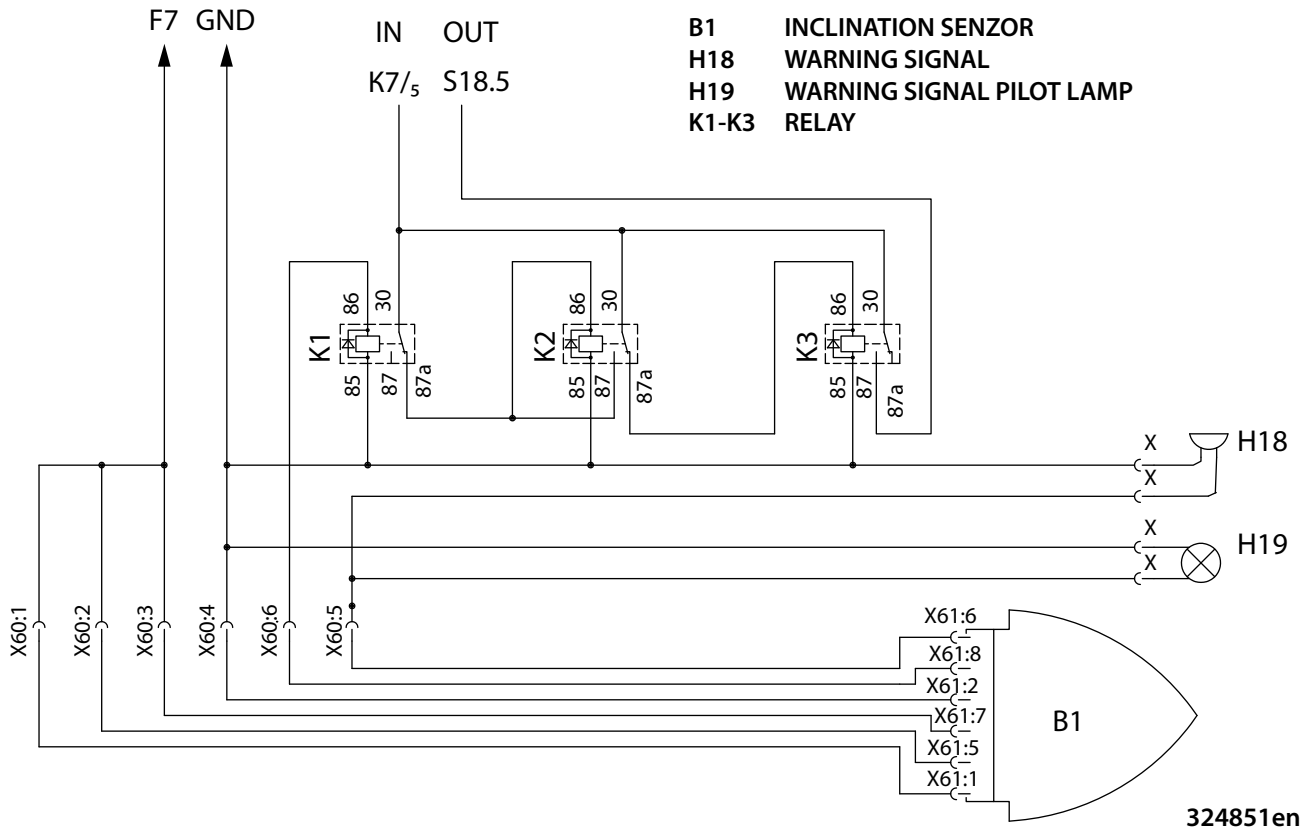 F7 GND
IN OUT
K7/₅ S18.5
B1 INCLINATION SENZOR
H18 WARNING SIGNAL
H19 WARNING SIGNAL PILOT LAMP
K1-K3 RELAY
K1
86
30
85
87
87a
K2
86
30
85
87
87a
K3
86
30
85
87
87a
X
X
H18
X
X
H19
X60:1
X60:2
X60:3
X60:4
X60:6
X60:5
X61:6
X61:8
X61:2
X61:7
X61:5
X61:1
B1
324851en